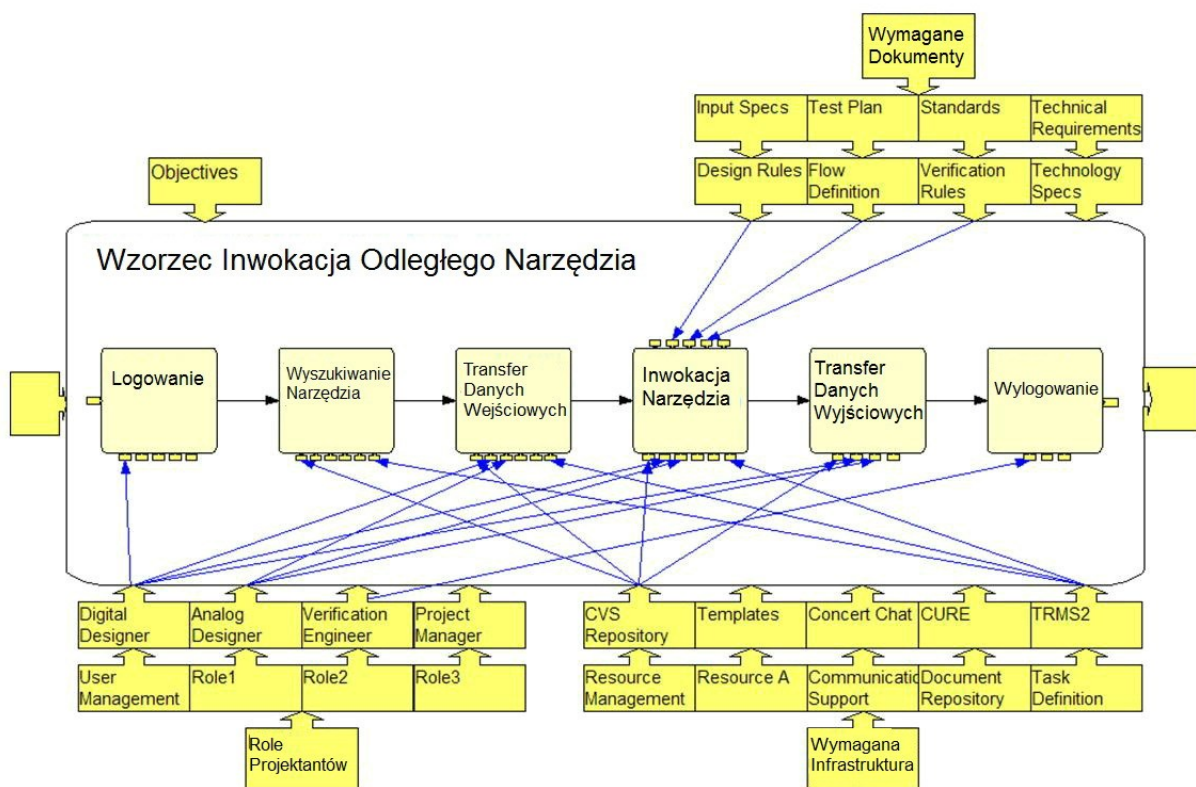 Wymagane
Dokumenty
Input Specs
Test Plan
Standards
Technical
Requirements
Design Rules
Flow
Definition
Verification
Rules
Technology
Specs
Objectives
Wzorzec Inwokacja Odległego Narzędzia
Logowanie
Wyszukiwanie
Narzędzia
Transfer
Danych
Wejściowych
Inwokacja
Narzędzia
Transfer
Danych
Wyjściowych
Wylogowanie
Digital
Designer
Analog
Designer
Verification
Engineer
Project
Manager
CVS
Repository
Templates
Concert Chat
CURE
TRMS2
User
Management
Role1
Role2
Role3
Resource
Management
Resource A
Communicatic
Support
Document
Repository
Task
Definition
Role
Projektantów
Wymagana
Infrastruktura